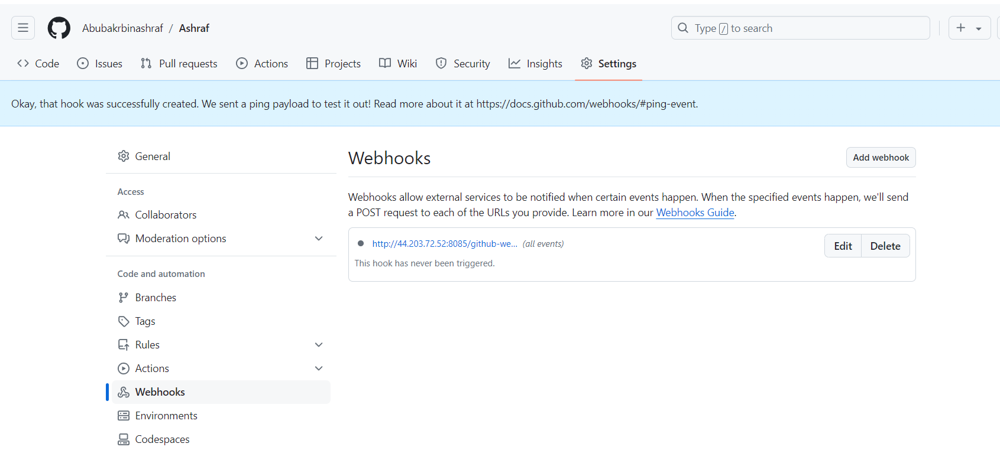 Abubakrbinashraf / Ashraf
Type / to search
Code Issues Pull requests Actions Projects Wiki Security Insights Settings
Okay, that hook was successfully created. We sent a ping payload to test it out! Read more about it at https://docs.github.com/webhooks/#ping-event.
General
Access
Collaborators
Moderation options
Code and automation
Branches
Tags
Rules
Actions
Webhooks
Environments
Codespaces
Webhooks
Add webhook
Webhooks allow external services to be notified when certain events happen. When the specified events happen, we'll send
a POST request to each of the URLs you provide. Learn more in our Webhooks Guide.
http://44.203.72.52:8085/github-we... (all events)
Edit Delete
This hook has never been triggered.